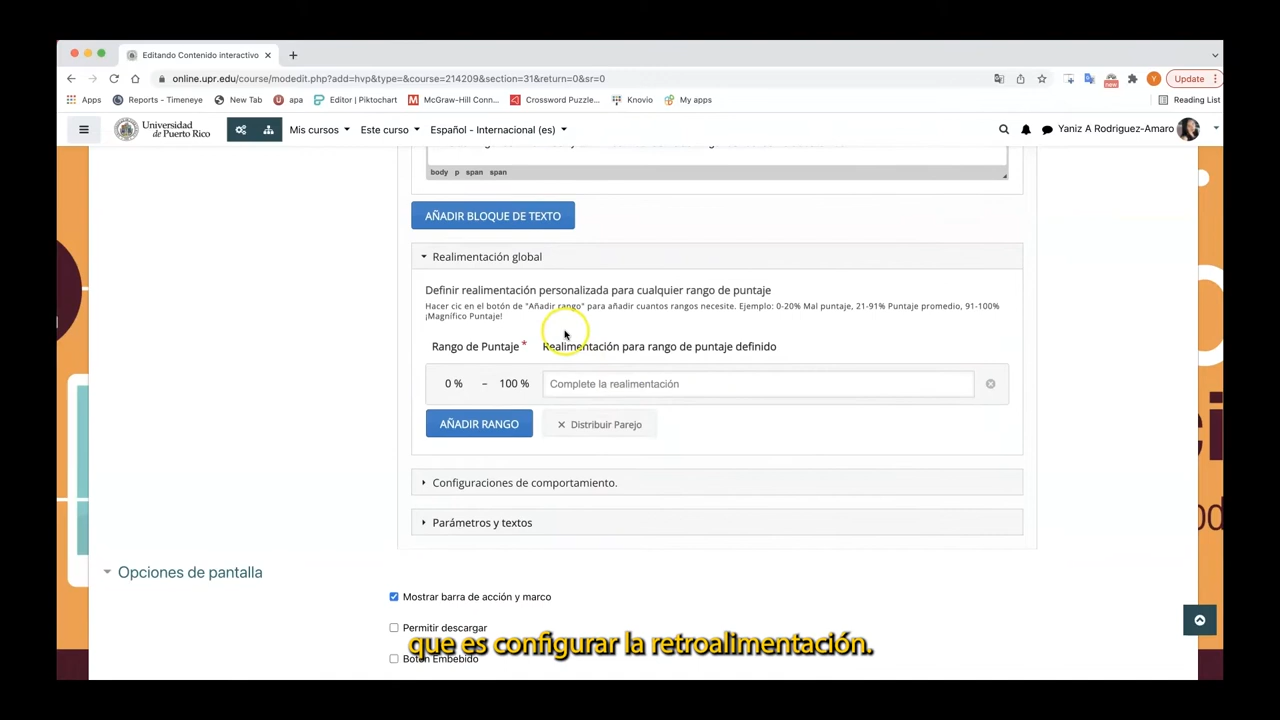 Editando Contenido interactivo
online.upr.edu/course/modedit.php?add=hvp&type=&course=214209&section=31&return=0&sr=0
new
Y
Update
Apps
Reports - Timeneye
New Tab
apa
Editor | Piktochart
McGraw-Hill Conn...
Crossword Puzzle...
Knovio
My apps
Reading List
Universidad
de Puerto Rico
Mis cursos
Este curso
Español - Internacional (es)
Yaniz A Rodriguez-Amaro
body p span span
AÑADIR BLOQUE DE TEXTO
Realimentación global
Definir realimentación personalizada para cualquier rango de puntaje
Hacer cic en el botón de "Añadir rango" para añadir cuantos rangos necesite. Ejemplo: 0-20% Mal puntaje, 21-91% Puntaje promedio, 91-100%
¡Magnífico Puntaje!
Rango de Puntaje * Realimentación para rango de puntaje definido
0 % – 100 % Complete la realimentación
AÑADIR RANGO
Distribuir Parejo
Configuraciones de comportamiento.
Parámetros y textos
Opciones de pantalla
Mostrar barra de acción y marco
Permitir descargar
que es configurar la retroalimentación.
Botón Embebido